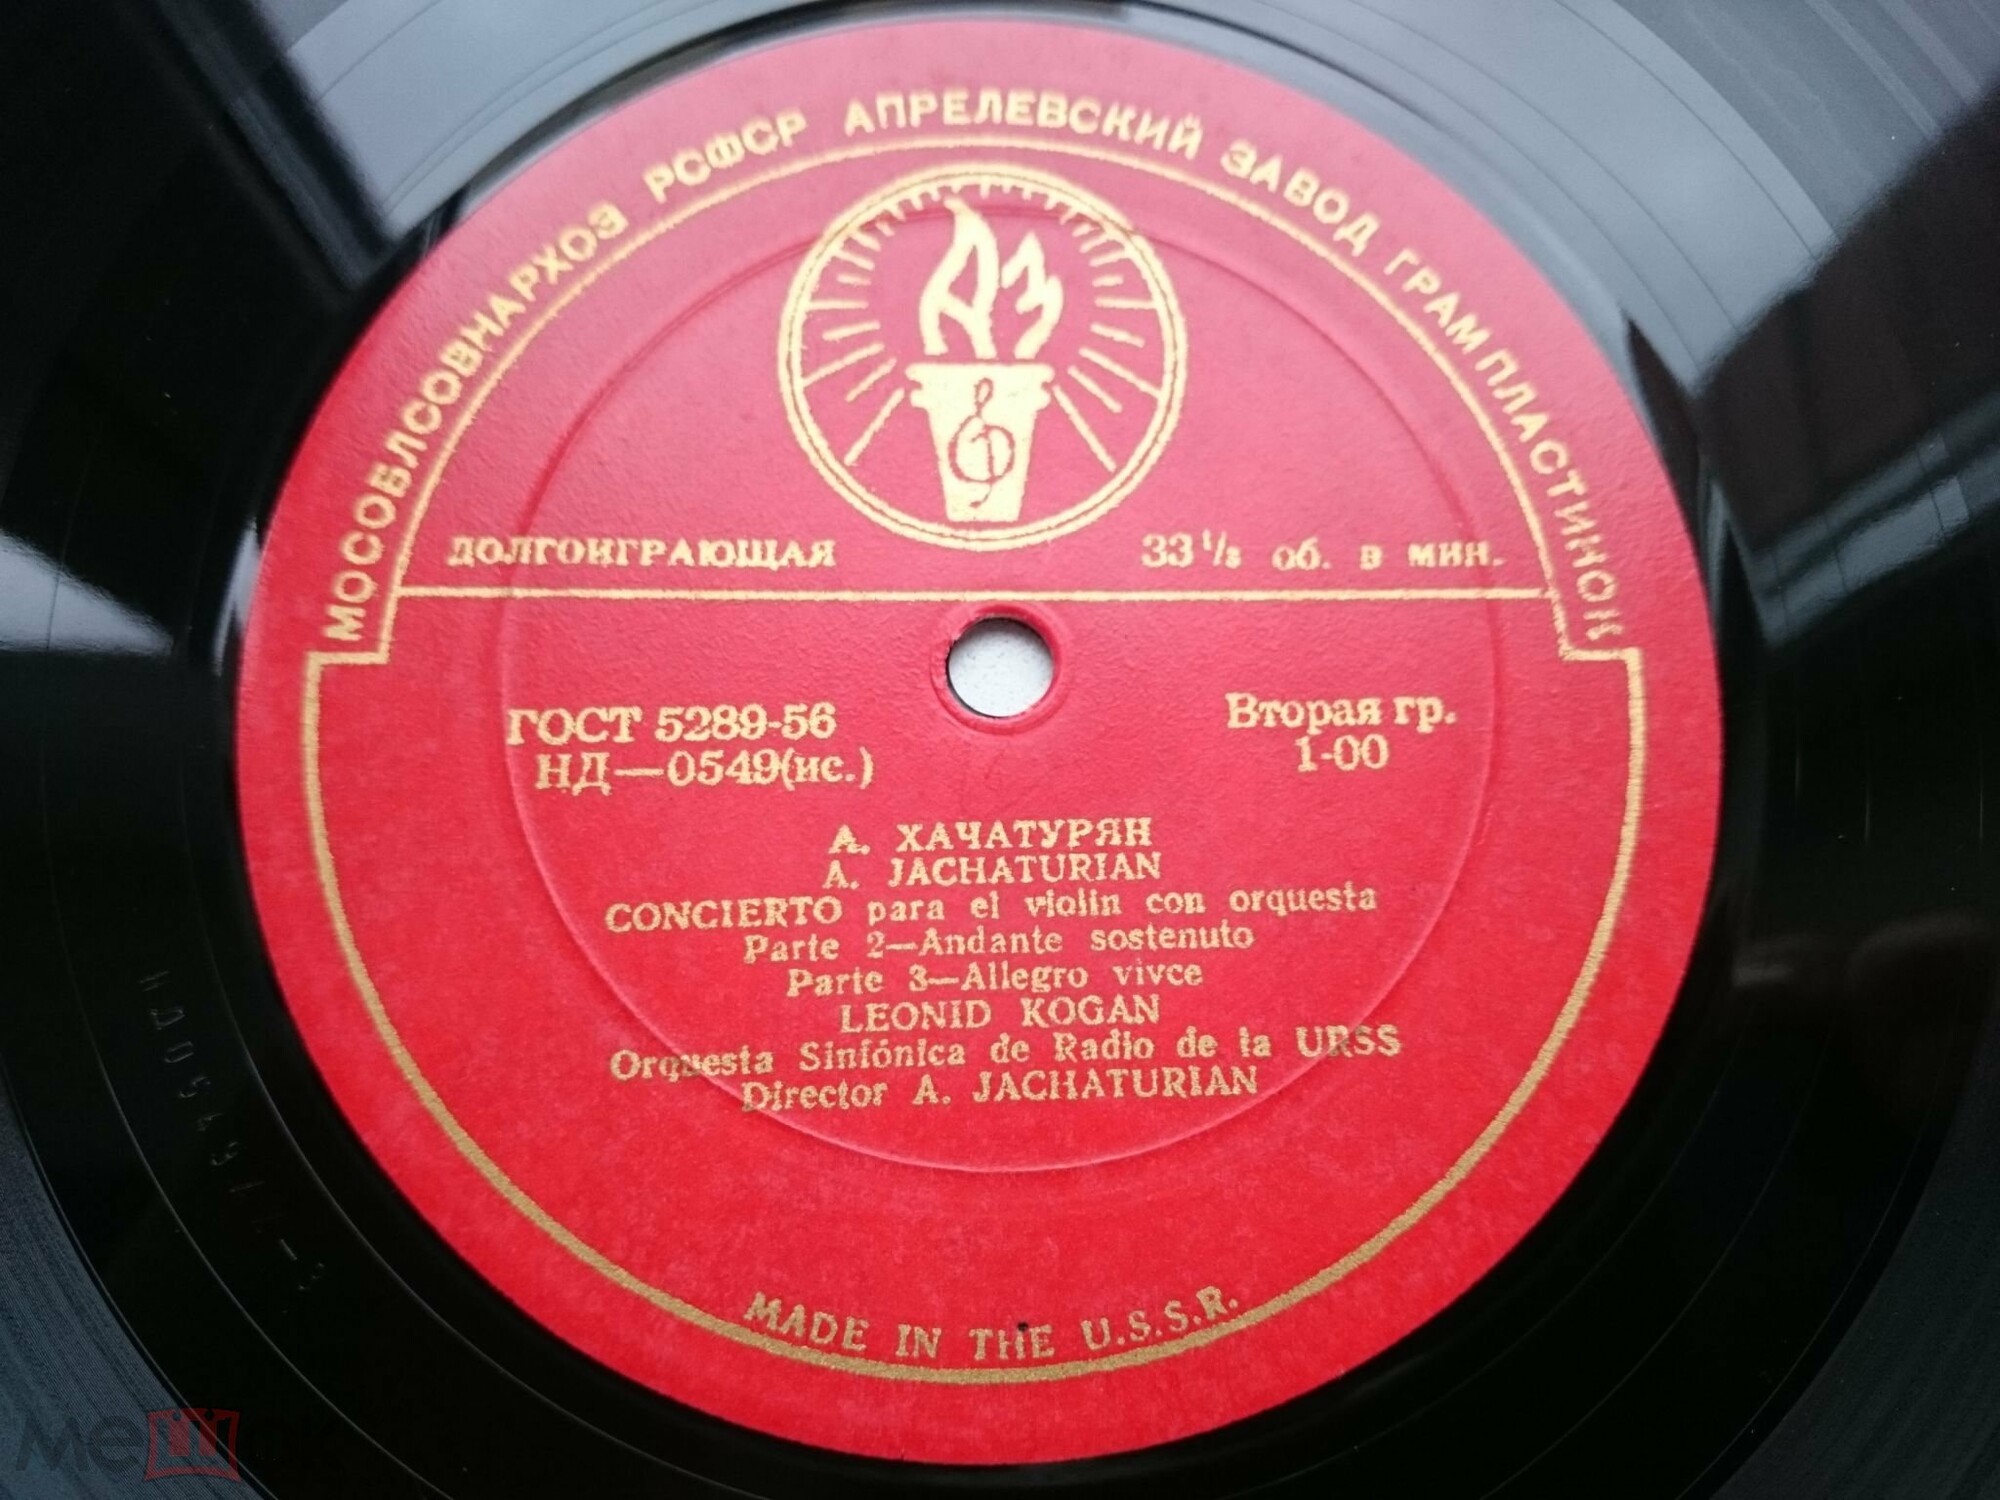 МОСОБЛСОВНАРХОЗ РСФСР АПРЕЛЕВСКИЙ ЗАВОД ГРАМПЛАСТИНОК
АЗ
ДОЛГОИГРАЮЩАЯ 33 1/3 об. в мин.
ГОСТ 5289-56 Вторая гр.
НД—0549(ис.) 1-00
А. ХАЧАТУРЯН
A. JACHATURIAN
CONCIERTO para el violin con orquesta
Parte 2—Andante sostenuto
Parte 3—Allegro vivce
LEONID KOGAN
Orquesta Sinfónica de Radio de la URSS
Director A. JACHATURIAN
MADE IN THE U.S.S.R.